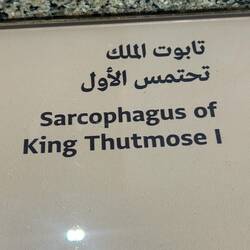 تابوت الملك
تحتمس الأول
Sarcophagus of
King Thutmose I